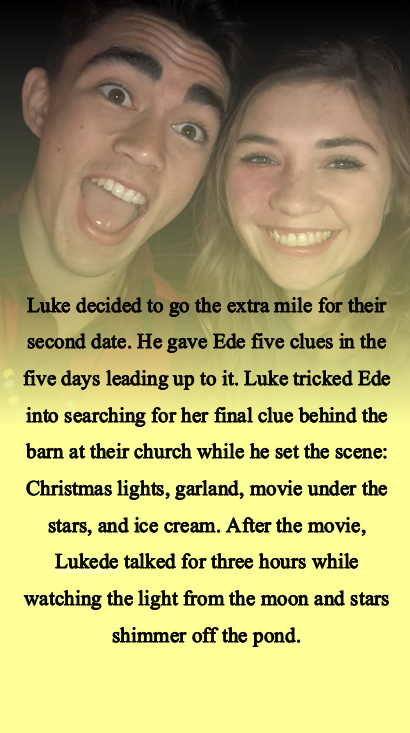 Luke decided to go the extra mile for their
second date. He gave Ede five clues in the
five days leading up to it. Luke tricked Ede
into searching for her final clue behind the
barn at their church while he set the scene:
Christmas lights, garland, movie under the
stars, and ice cream. After the movie,
Lukede talked for three hours while
watching the light from the moon and stars
shimmer off the pond.